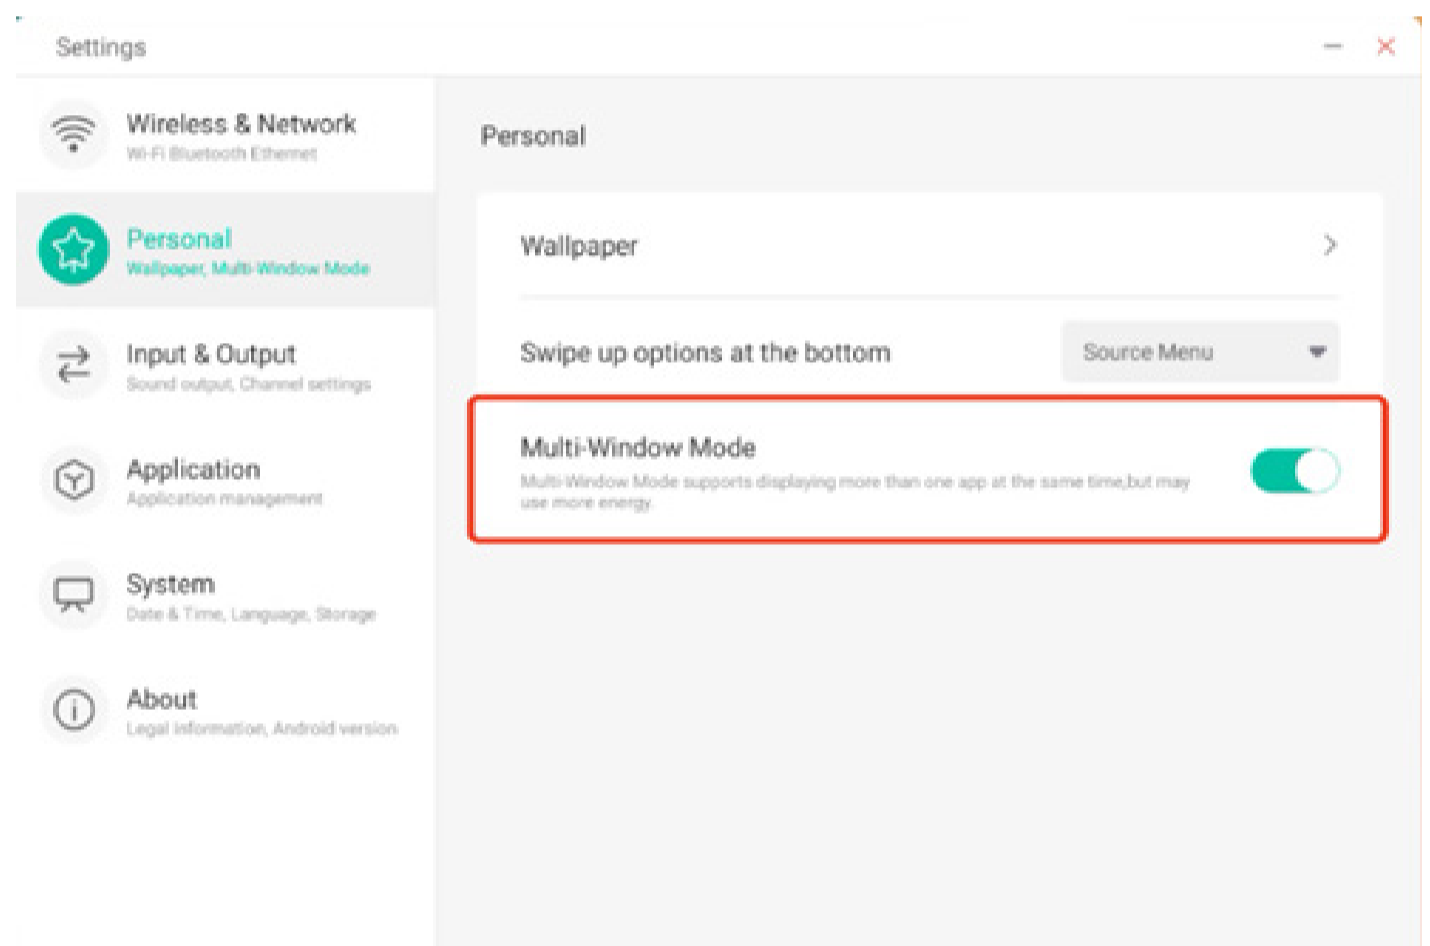 Settings
Wireless & Network
Wi-Fi Bluetooth Ethernet
Personal
Wallpaper, Multi-Window Mode
Input & Output
Sound output, Channel settings
Application
Application management
System
Date & Time, Language, Storage
About
Legal information, Android version
Personal
Wallpaper
Swipe up options at the bottom
Source Menu
Multi-Window Mode
Multi-Window Mode supports displaying more than one app at the same time,but may
use more energy.